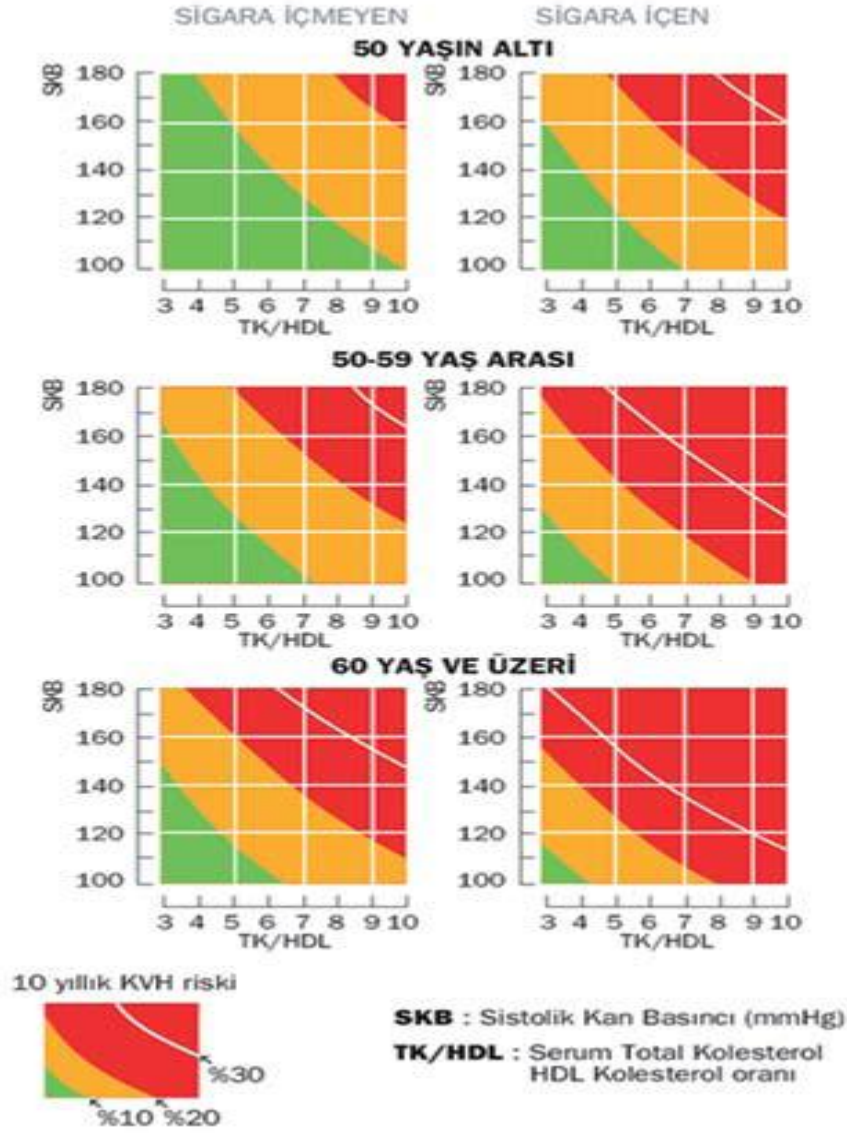 SİGARA İÇMEYEN SİGARA İÇEN
50 YAŞIN ALTI
SKB 180 160 140 120 100
3 4 5 6 7 8 9 10
TK/HDL
SKB 180 160 140 120 100
3 4 5 6 7 8 9 10
TK/HDL
50-59 YAŞ ARASI
SKB 180 160 140 120 100
3 4 5 6 7 8 9 10
TK/HDL
SKB 180 160 140 120 100
3 4 5 6 7 8 9 10
TK/HDL
60 YAŞ VE ÜZERİ
SKB 180 160 140 120 100
3 4 5 6 7 8 9 10
TK/HDL
SKB 180 160 140 120 100
3 4 5 6 7 8 9 10
TK/HDL
10 yıllık KVH riski
%30
%10 %20
SKB : Sistolik Kan Basıncı (mmHg)
TK/HDL : Serum Total Kolesterol
HDL Kolesterol oranı